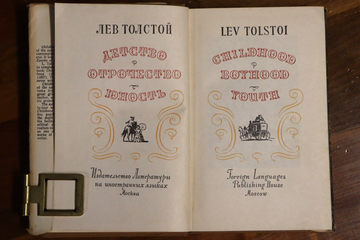 ЛЕВ ТОЛСТОЙ
ДЕТСТВО
ОТРОЧЕСТВО
ЮНОСТЬ
Издательство Литературы
на иностранных языках
Москва
LEV TOLSTOI
CHILDHOOD
BOYHOOD
YOUTH
Foreign Languages
Publishing House
Moscow